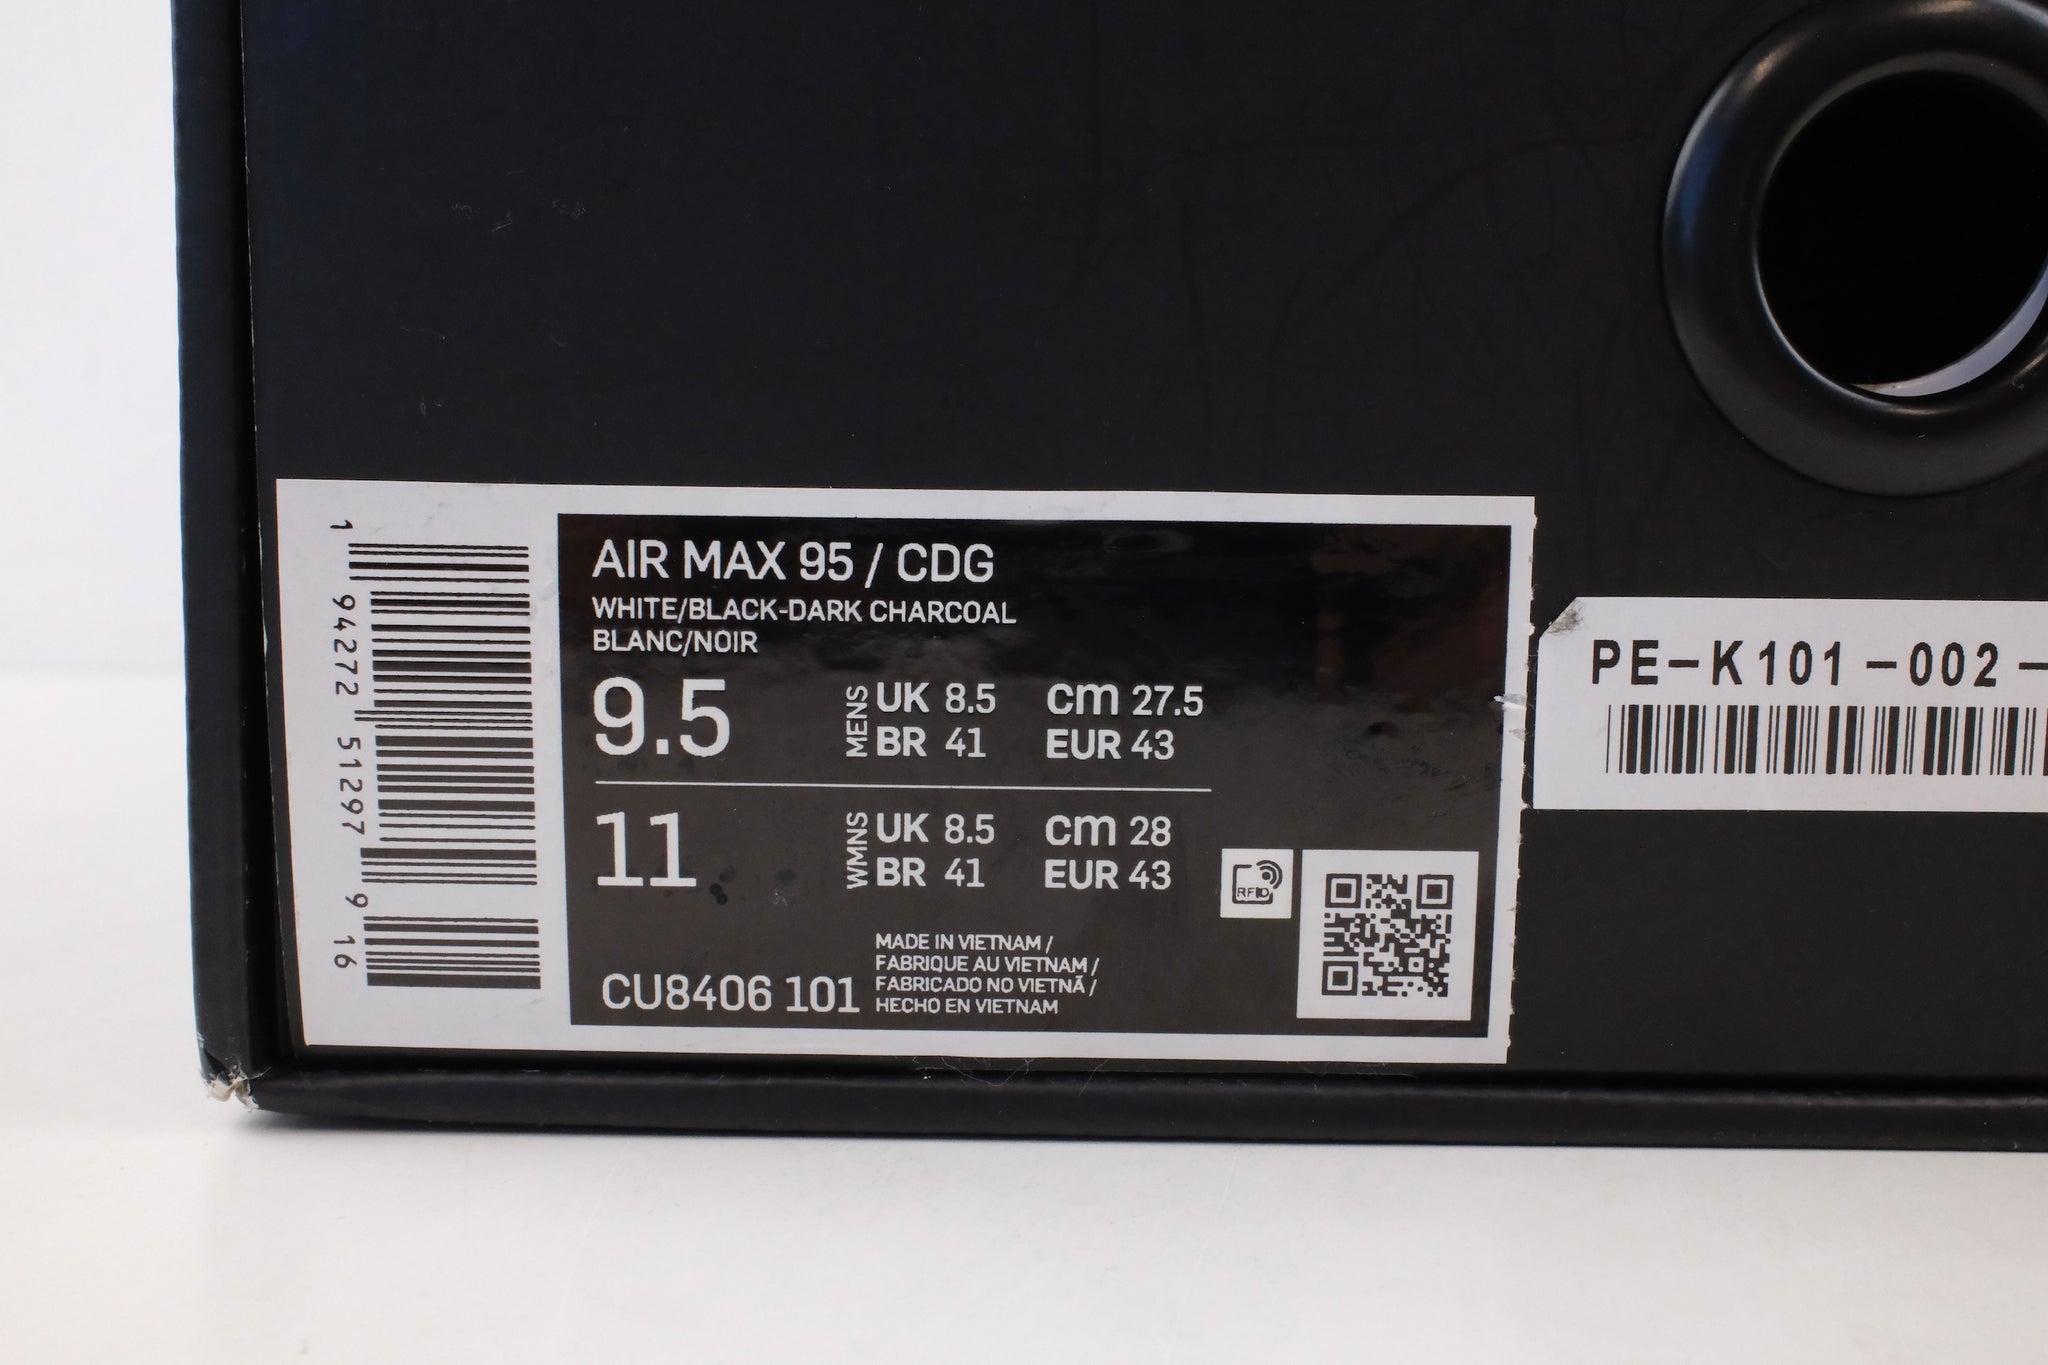 AIR MAX 95 / CDG
WHITE/BLACK-DARK CHARCOAL
BLANC/NOIR
9.5
MENS
UK 8.5 cm 27.5
BR 41 EUR 43
11
WMNS
UK 8.5 cm 28
BR 41 EUR 43
RFID
CU8406 101
MADE IN VIETNAM /
FABRIQUE AU VIETNAM /
FABRICADO NO VIETNÃ /
HECHO EN VIETNAM
1 94272 51297 9 16
PE-K101-002-